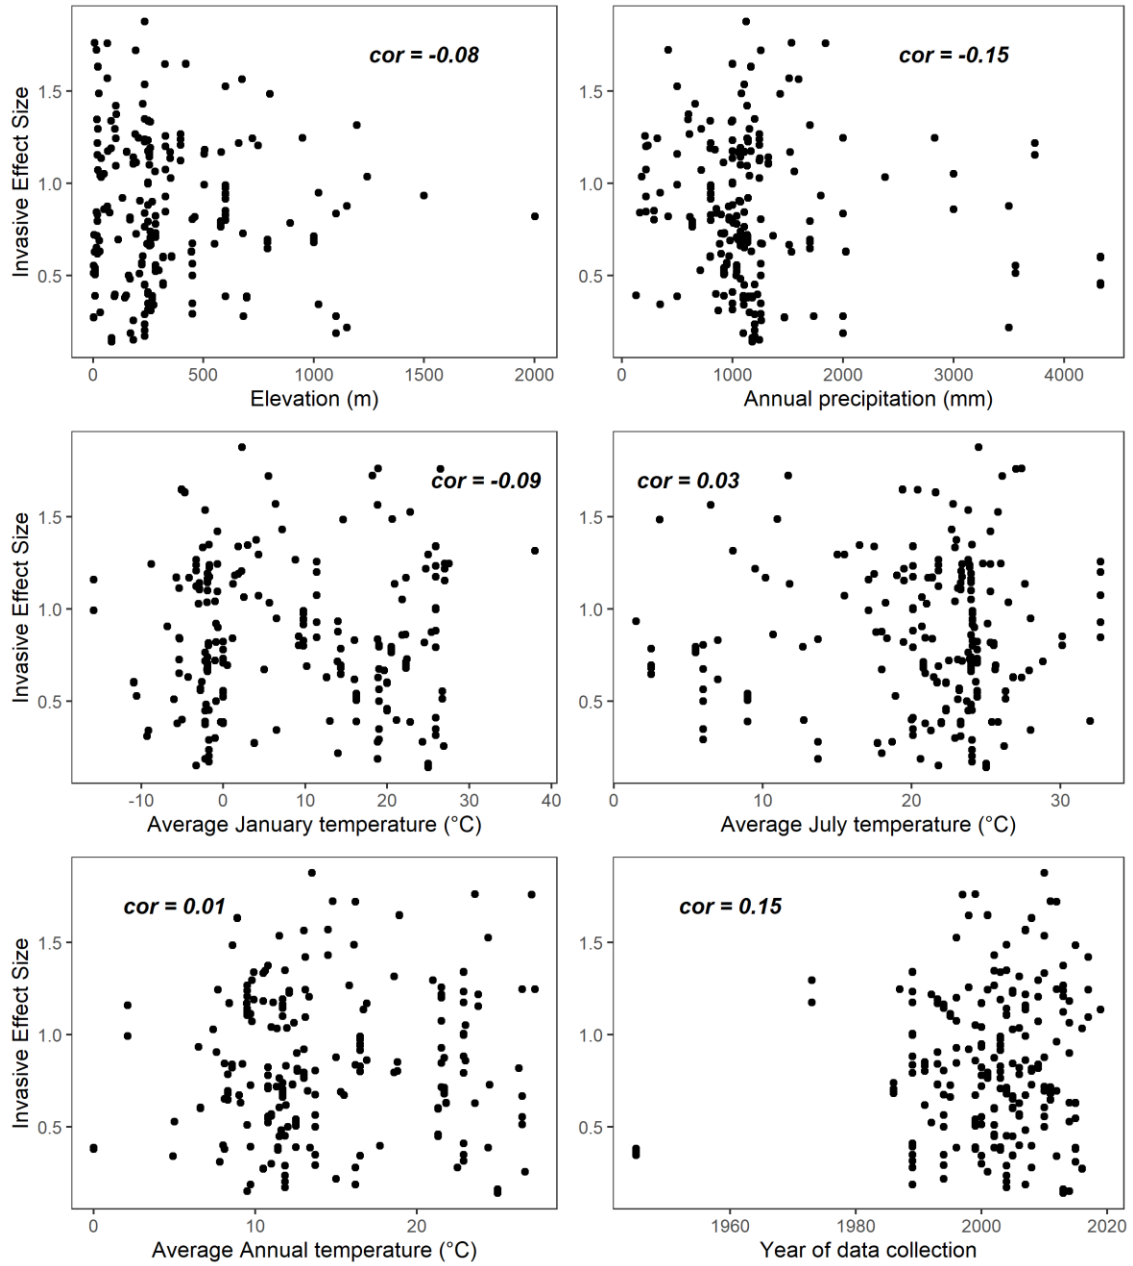 cor = -0.08
Invasive Effect Size
1.5
1.0
0.5
0 500 1000 1500 2000
Elevation (m)
cor = -0.15
1.5
1.0
0.5
0 1000 2000 3000 4000
Annual precipitation (mm)
cor = -0.09
Invasive Effect Size
1.5
1.0
0.5
-10 0 10 20 30 40
Average January temperature (°C)
cor = 0.03
1.5
1.0
0.5
0 10 20 30
Average July temperature (°C)
cor = 0.01
Invasive Effect Size
1.5
1.0
0.5
0 10 20
Average Annual temperature (°C)
cor = 0.15
1.5
1.0
0.5
1960 1980 2000 2020
Year of data collection